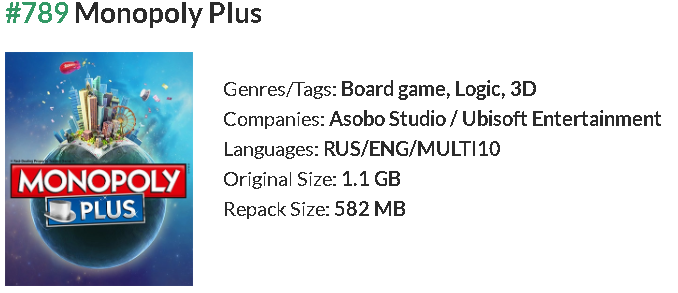 #789 Monopoly Plus
MONOPOLY
PLUS
Genres/Tags: Board game, Logic, 3D
Companies: Asobo Studio / Ubisoft Entertainment
Languages: RUS/ENG/MULTI10
Original Size: 1.1 GB
Repack Size: 582 MB